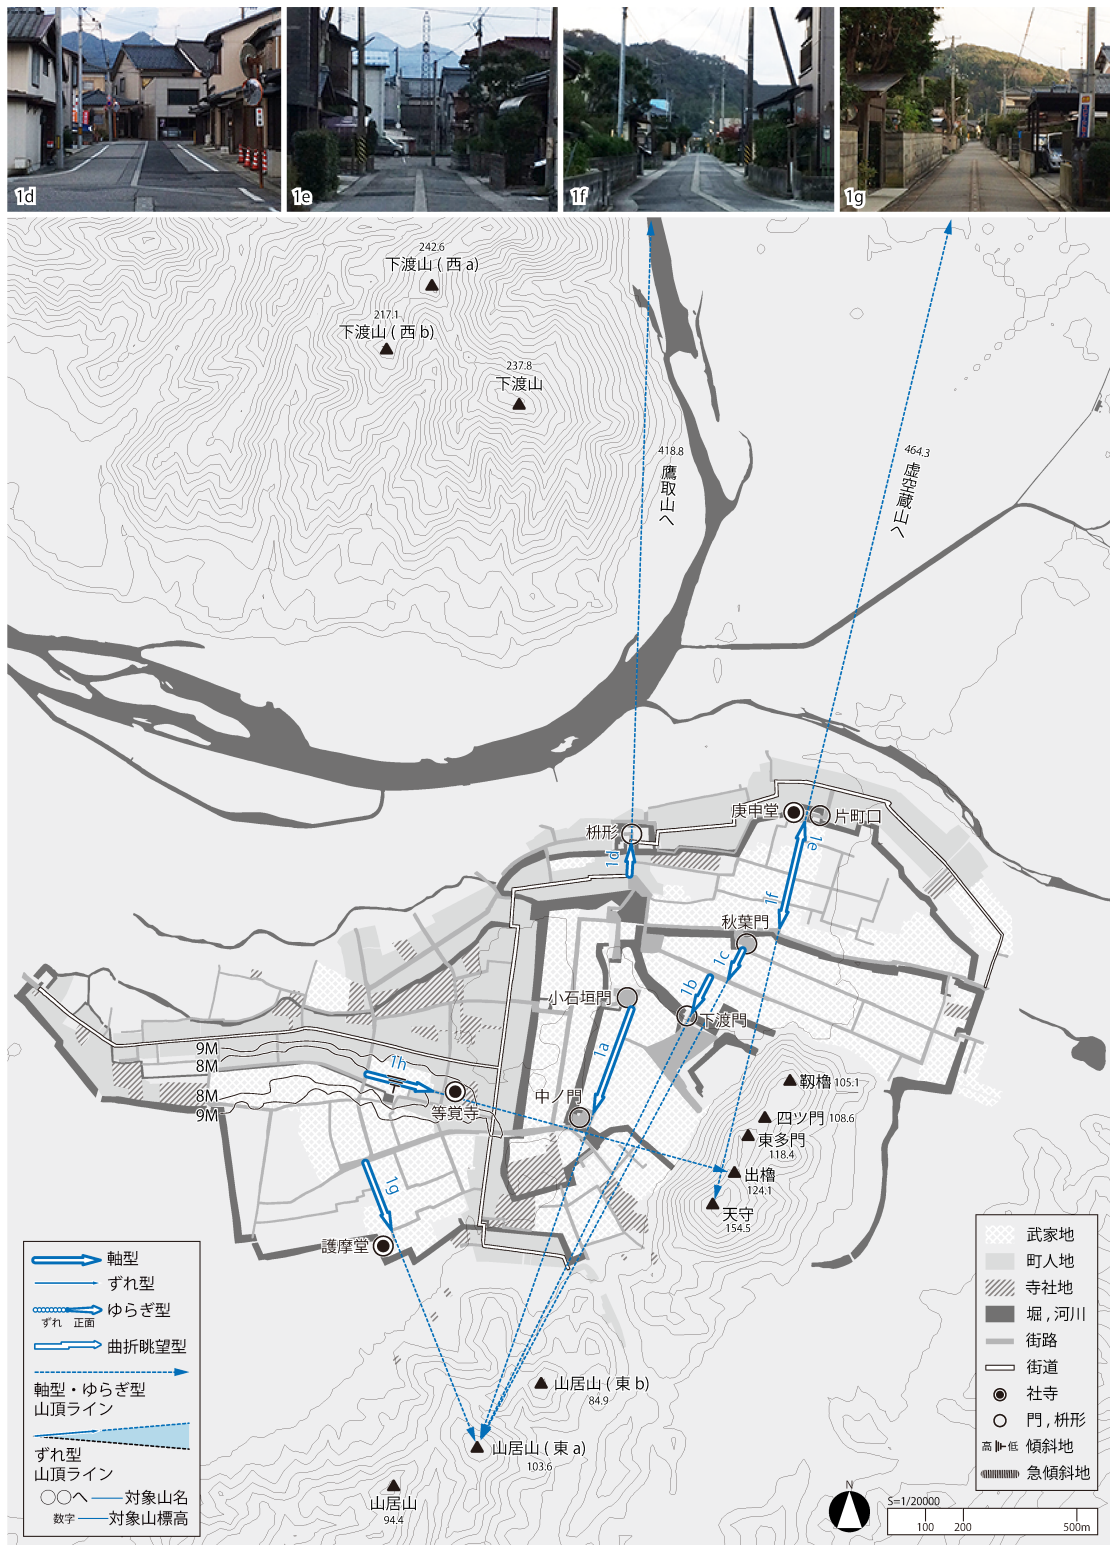 1d
1e
1f
1g
242.6
下渡山 ( 西 a)
217.1
下渡山 ( 西 b)
237.8
下渡山
418.8
鷹取山へ
464.3
虚空蔵山へ
枡形
庚申堂
片町口
1d
1e
1f
秋葉門
1c
1b
小石垣門
下渡門
1a
9M
8M
8M
9M
1h
等覚寺
中ノ門
靱櫓 105.1
四ツ門 108.6
東多門
118.4
出櫓
124.1
天守
154.5
1g
護摩堂
山居山 ( 東 b)
84.9
山居山 ( 東 a)
103.6
山居山
94.4
軸型
ずれ型
ゆらぎ型
ずれ 正面
曲折眺望型
軸型・ゆらぎ型
山頂ライン
ずれ型
山頂ライン
〇〇へ 対象山名
数字 対象山標高
武家地
町人地
寺社地
堀 , 河川
街路
街道
社寺
門 , 枡形
高 低 傾斜地
急傾斜地
N
S=1/20000
100 200 500m